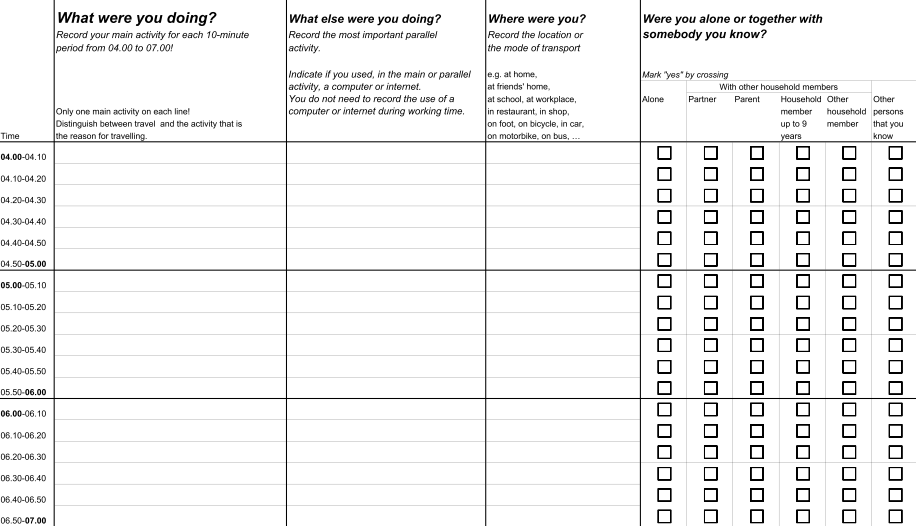 What were you doing?
Record your main activity for each 10-minute
period from 04.00 to 07.00!
Only one main activity on each line!
Distinguish between travel and the activity that is
the reason for travelling.
What else were you doing?
Record the most important parallel
activity.
Indicate if you used, in the main or parallel
activity, a computer or internet.
You do not need to record the use of a
computer or internet during working time.
Where were you?
Record the location or
the mode of transport
e.g. at home,
at friends' home,
at school, at workplace,
in restaurant, in shop,
on foot, on bicycle, in car,
on motorbike, on bus, …
Were you alone or together with
somebody you know?
Mark "yes" by crossing
With other household members
Alone
Partner
Parent
Household
member
up to 9
years
Other
household
member
Other
persons
that you
know
Time
04.00-04.10
04.10-04.20
04.20-04.30
04.30-04.40
04.40-04.50
04.50-05.00
05.00-05.10
05.10-05.20
05.20-05.30
05.30-05.40
05.40-05.50
05.50-06.00
06.00-06.10
06.10-06.20
06.20-06.30
06.30-06.40
06.40-06.50
06.50-07.00